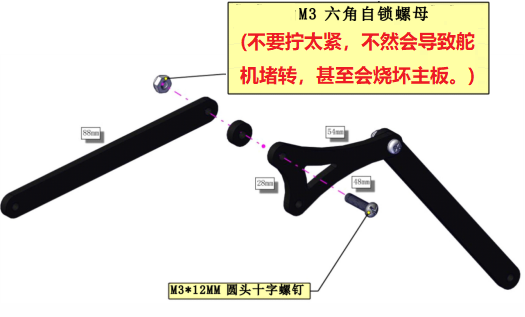 M3 六角自锁螺母
(不要拧太紧，不然会导致舵
机堵转，甚至会烧坏主板。)
88mm
54mm
28mm
48mm
M3*12MM 圆头十字螺钉